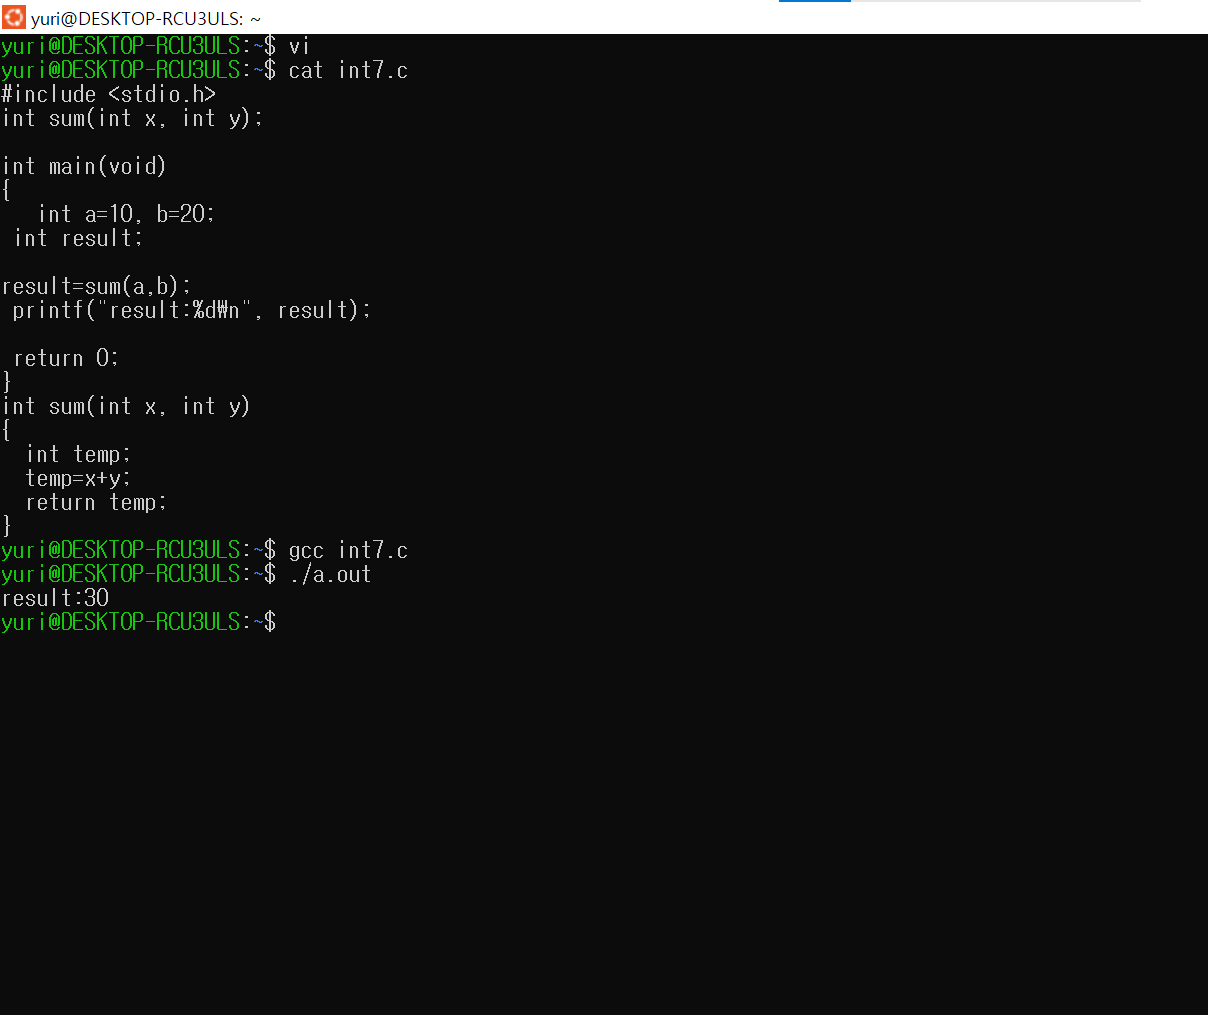 yuri@DESKTOP-RCU3ULS: ~
yuri@DESKTOP-RCU3ULS:~$ vi
yuri@DESKTOP-RCU3ULS:~$ cat int7.c
#include <stdio.h>
int sum(int x, int y);
int main(void)
{
   int a=10, b=20;
 int result;
result=sum(a,b);
 printf("result:%d₩n", result);
 return 0;
}
int sum(int x, int y)
{
  int temp;
  temp=x+y;
  return temp;
}
yuri@DESKTOP-RCU3ULS:~$ gcc int7.c
yuri@DESKTOP-RCU3ULS:~$ ./a.out
result:30
yuri@DESKTOP-RCU3ULS:~$